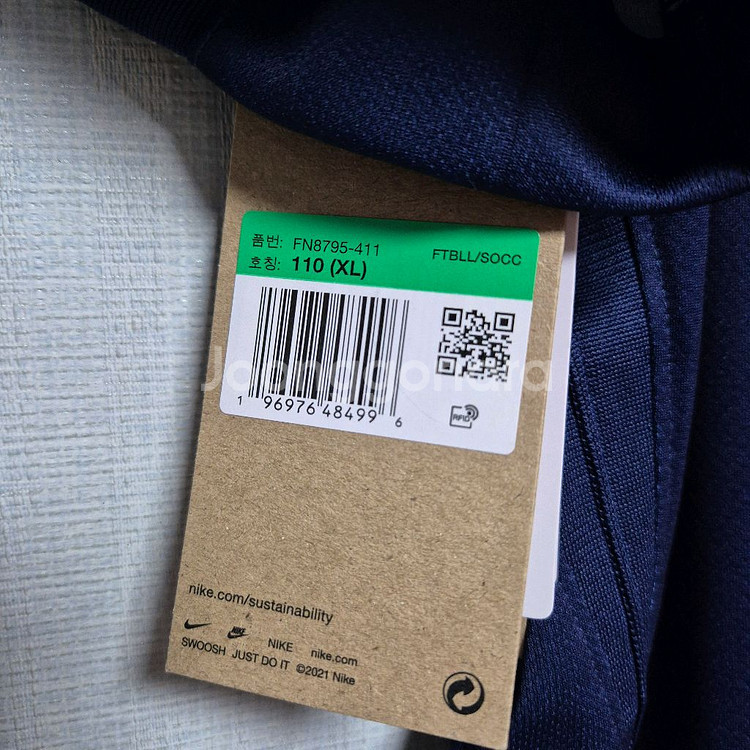 품번: FN8795-411
FTBLL/SOCC
호칭: 110 (XL)
Joonggonara
1 96976 48499 6
RFID
nike.com/sustainability
NIKE nike.com
SWOOSH JUST DO IT ©2021 Nike